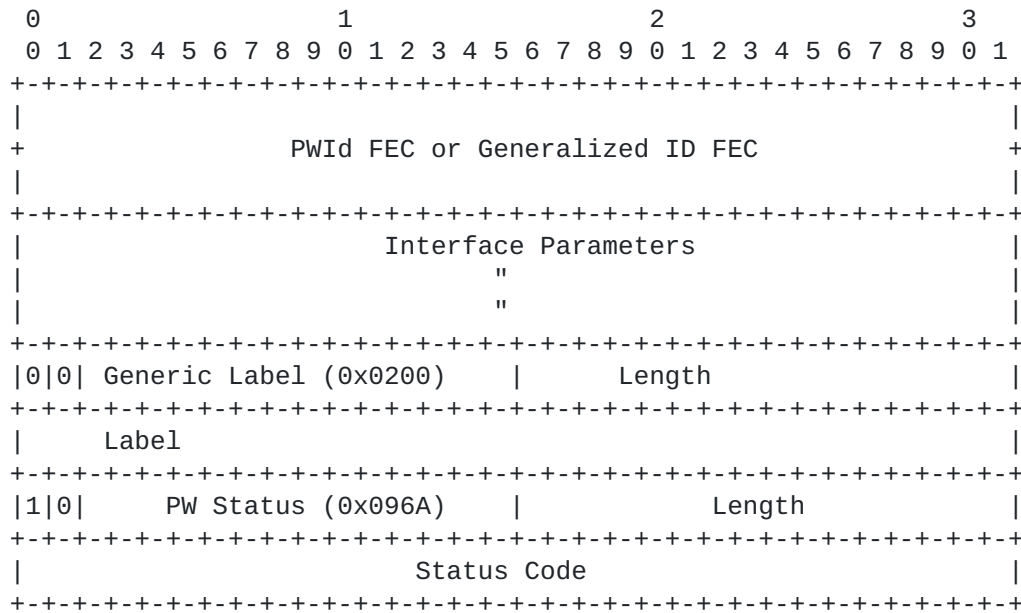 0                   1                   2                   3
 0 1 2 3 4 5 6 7 8 9 0 1 2 3 4 5 6 7 8 9 0 1 2 3 4 5 6 7 8 9 0 1
+-+-+-+-+-+-+-+-+-+-+-+-+-+-+-+-+-+-+-+-+-+-+-+-+-+-+-+-+-+-+-+-+
|                                                               |
+                 PWId FEC or Generalized ID FEC                +
|                                                               |
+-+-+-+-+-+-+-+-+-+-+-+-+-+-+-+-+-+-+-+-+-+-+-+-+-+-+-+-+-+-+-+-+
|                       Interface Parameters                    |
|                              "                                |
|                              "                                |
+-+-+-+-+-+-+-+-+-+-+-+-+-+-+-+-+-+-+-+-+-+-+-+-+-+-+-+-+-+-+-+-+
|0|0| Generic Label (0x0200)    |      Length                   |
+-+-+-+-+-+-+-+-+-+-+-+-+-+-+-+-+-+-+-+-+-+-+-+-+-+-+-+-+-+-+-+-+
|     Label                                                     |
+-+-+-+-+-+-+-+-+-+-+-+-+-+-+-+-+-+-+-+-+-+-+-+-+-+-+-+-+-+-+-+-+
|1|0|     PW Status (0x096A)    |            Length             |
+-+-+-+-+-+-+-+-+-+-+-+-+-+-+-+-+-+-+-+-+-+-+-+-+-+-+-+-+-+-+-+-+
|                         Status Code                           |
+-+-+-+-+-+-+-+-+-+-+-+-+-+-+-+-+-+-+-+-+-+-+-+-+-+-+-+-+-+-+-+-+